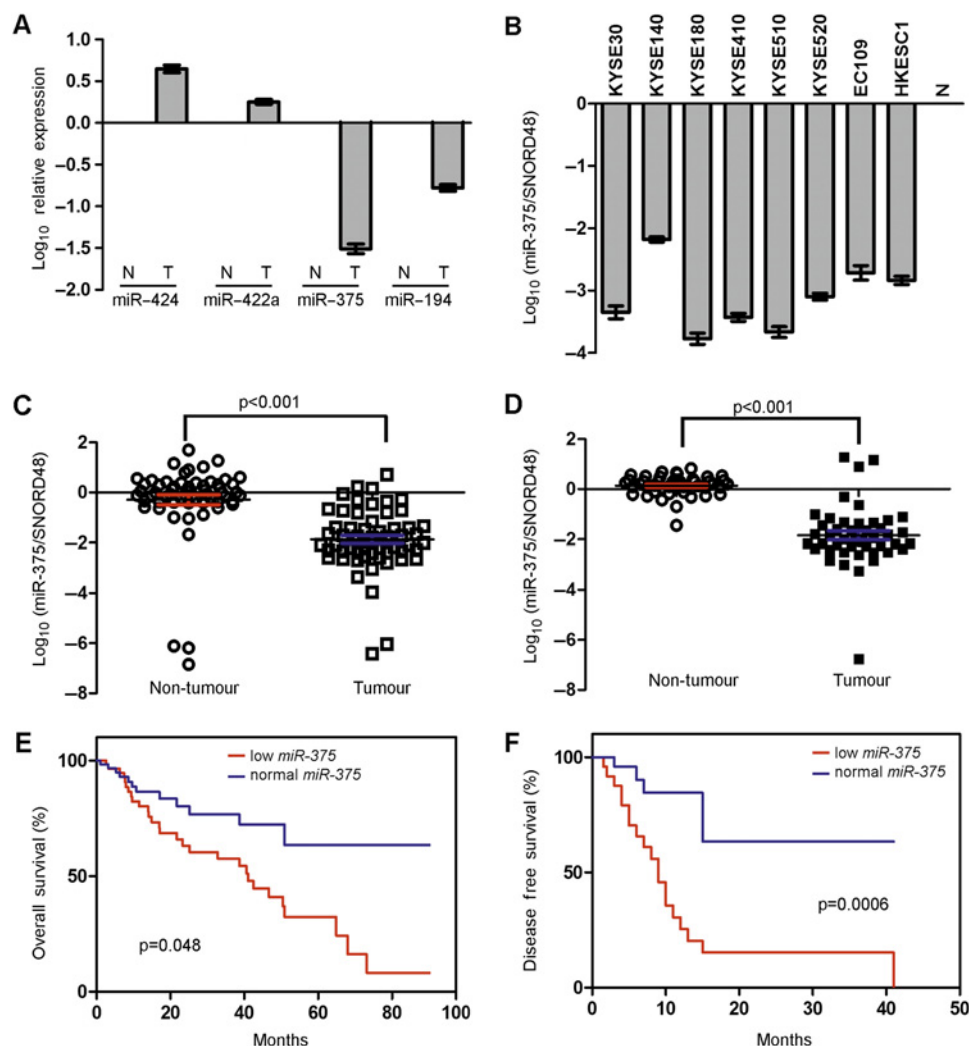 A
1.0
0.5
0.0
–0.5
–1.0
–1.5
–2.0
Log10 relative expression
N T N T N T N T
miR–424 miR–422a miR–375 miR–194
B
KYSE30 KYSE140 KYSE180 KYSE410 KYSE510 KYSE520 EC109 HKESC1 N
0
–1
–2
–3
–4
Log10 (miR-375/SNORD48)
C
p<0.001
2
0
–2
–4
–6
–8
Log10 (miR-375/SNORD48)
Non-tumour Tumour
D
p<0.001
2
0
–2
–4
–6
–8
Log10 (miR-375/SNORD48)
Non-tumour Tumour
E
low miR-375
normal miR-375
100
50
0
Overall survival (%)
p=0.048
0 20 40 60 80 100
Months
F
low miR-375
normal miR-375
100
50
0
Disease free survival (%)
p=0.0006
0 10 20 30 40 50
Months